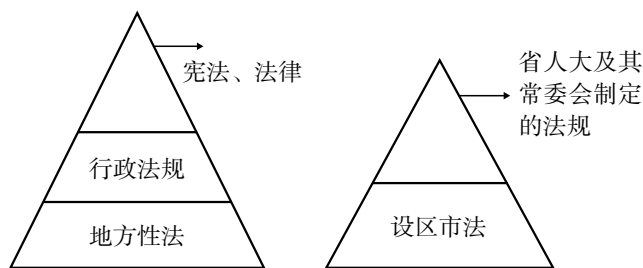 宪法、法律
行政法规
地方性法
省人大及其
常委会制定
的法规
设区市法